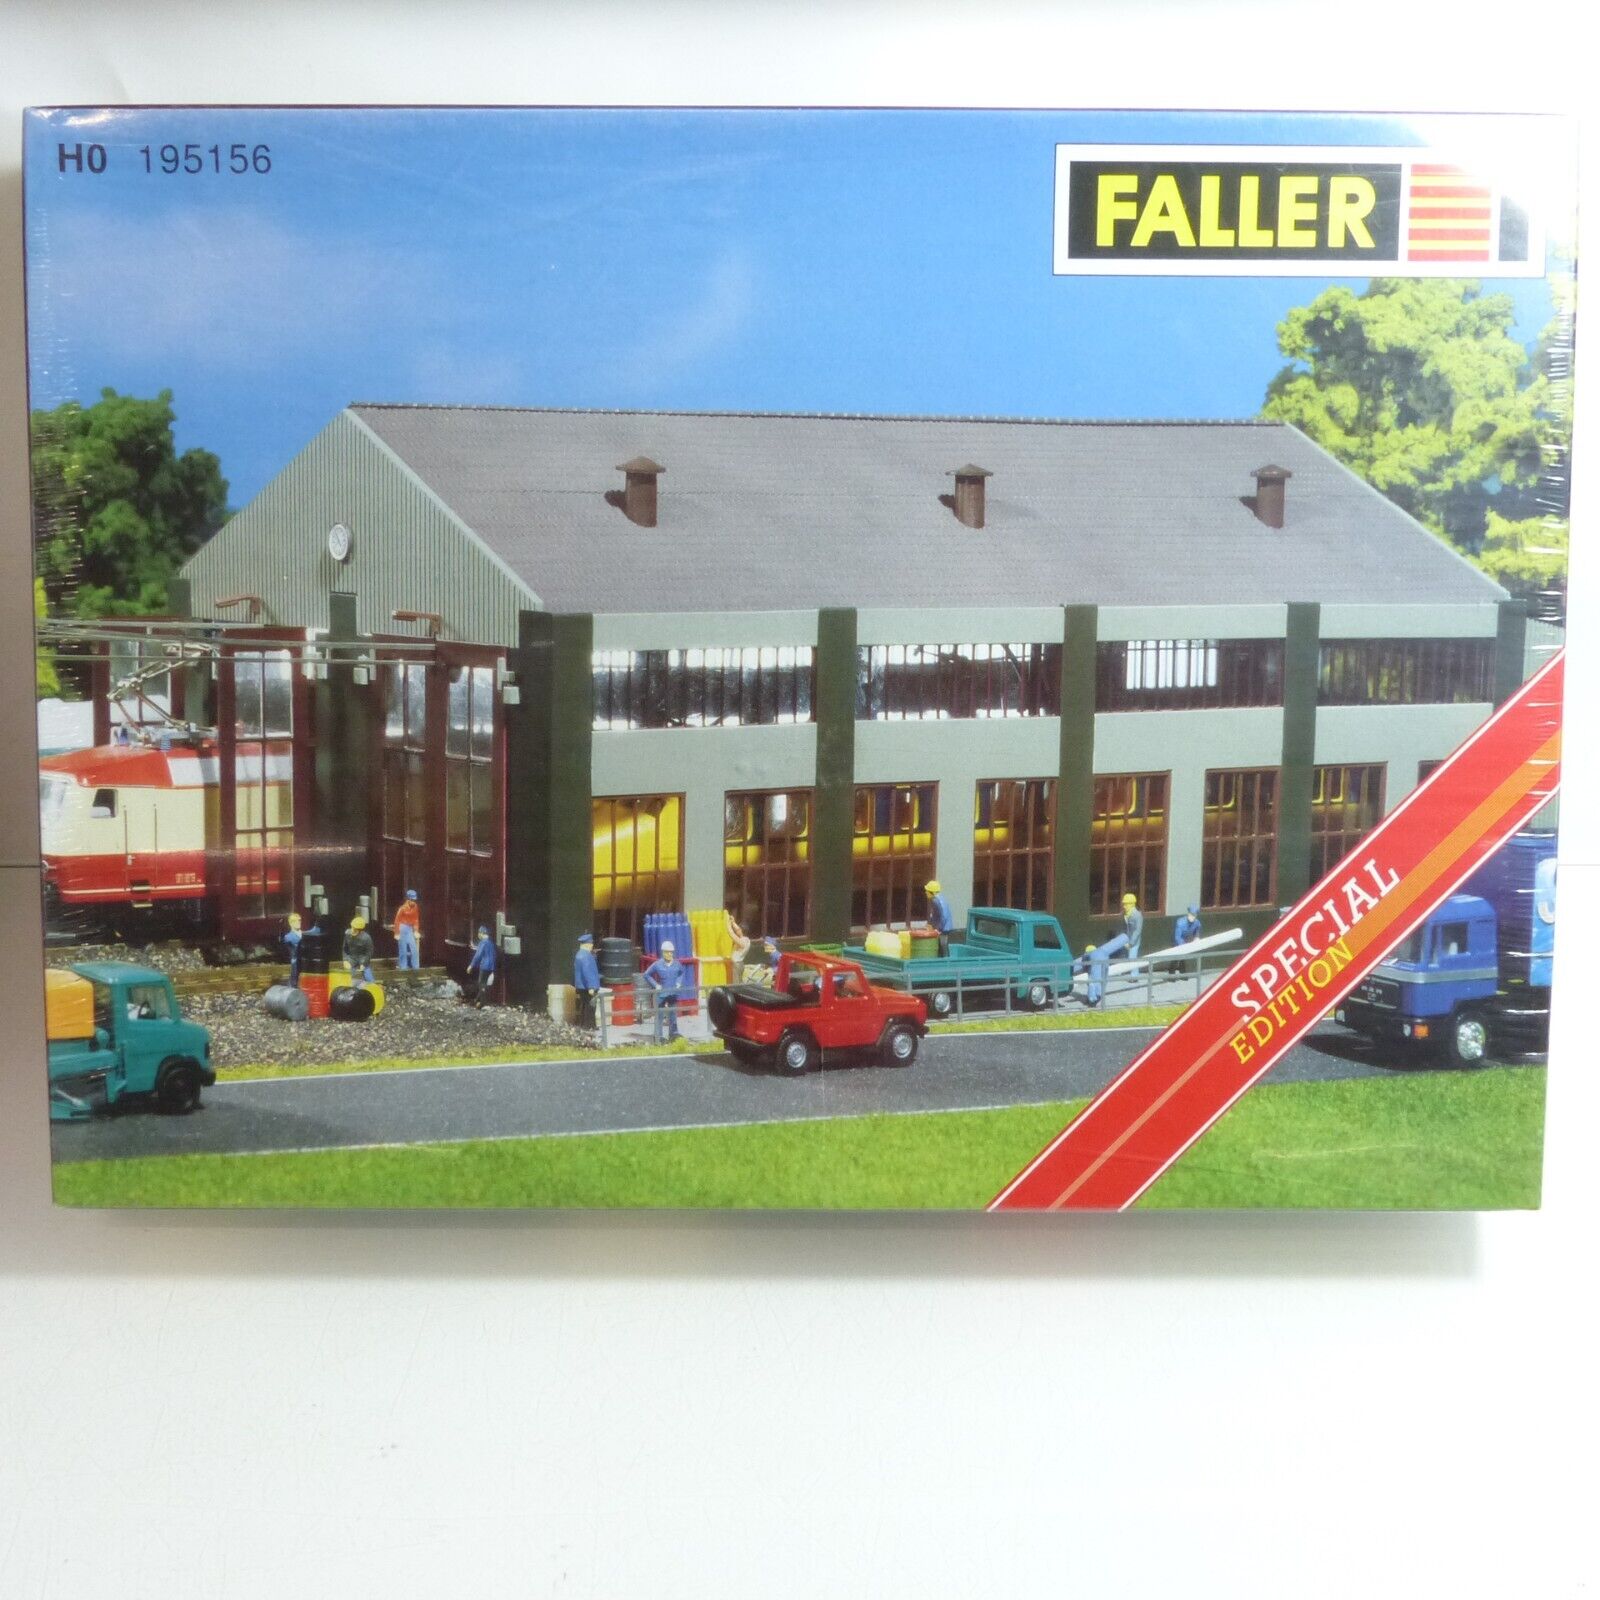 H0 195156
FALLER
SPECIAL
EDITION